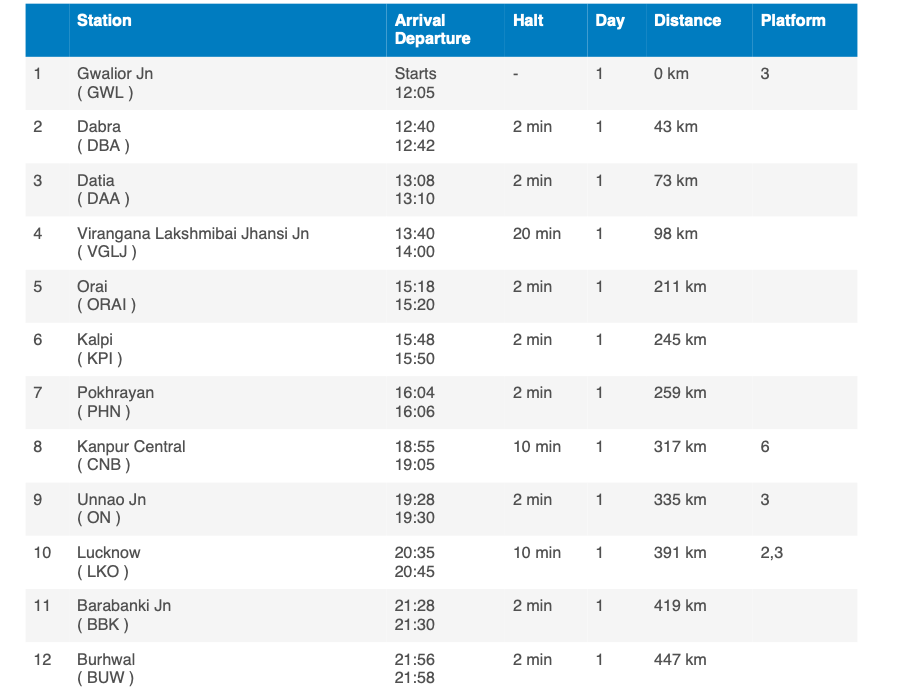 Station Arrival Departure Halt Day Distance Platform
1 Gwalior Jn Starts - 1 0 km 3
( GWL ) 12:05
2 Dabra 12:40 2 min 1 43 km
( DBA ) 12:42
3 Datia 13:08 2 min 1 73 km
( DAA ) 13:10
4 Virangana Lakshmibai Jhansi Jn 13:40 20 min 1 98 km
( VGLJ ) 14:00
5 Orai 15:18 2 min 1 211 km
( ORAI ) 15:20
6 Kalpi 15:48 2 min 1 245 km
( KPI ) 15:50
7 Pokhrayan 16:04 2 min 1 259 km
( PHN ) 16:06
8 Kanpur Central 18:55 10 min 1 317 km 6
( CNB ) 19:05
9 Unnao Jn 19:28 2 min 1 335 km 3
( ON ) 19:30
10 Lucknow 20:35 10 min 1 391 km 2,3
( LKO ) 20:45
11 Barabanki Jn 21:28 2 min 1 419 km
( BBK ) 21:30
12 Burhwal 21:56 2 min 1 447 km
( BUW ) 21:58